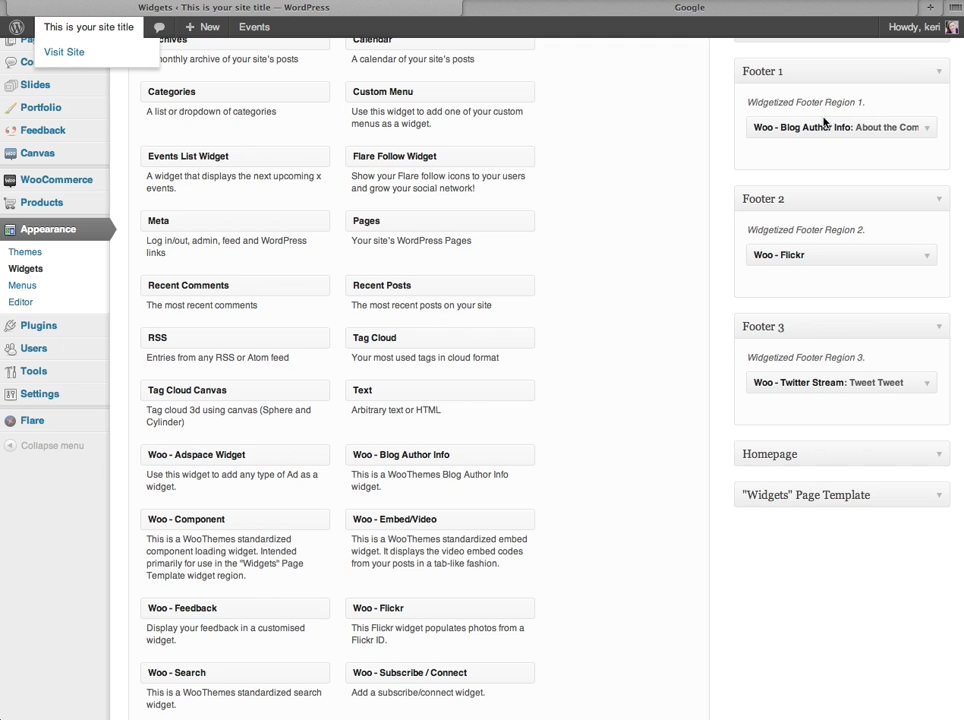 Widgets ‹ This is your site title — WordPress
Google
This is your site title
New
Events
Howdy, keri
Visit Site
Slides
Portfolio
Feedback
Canvas
WooCommerce
Products
Appearance
Themes
Widgets
Menus
Editor
Plugins
Users
Tools
Settings
Flare
Collapse menu
Archives
monthly archive of your site's posts
Calendar
A calendar of your site's posts
Categories
A list or dropdown of categories
Custom Menu
Use this widget to add one of your custom
menus as a widget.
Events List Widget
A widget that displays the next upcoming x
events.
Flare Follow Widget
Show your Flare follow icons to your users
and grow your social network!
Meta
Log in/out, admin, feed and WordPress
links
Pages
Your site's WordPress Pages
Recent Comments
The most recent comments
Recent Posts
The most recent posts on your site
RSS
Entries from any RSS or Atom feed
Tag Cloud
Your most used tags in cloud format
Tag Cloud Canvas
Tag cloud 3d using canvas (Sphere and
Cylinder)
Text
Arbitrary text or HTML
Woo - Adspace Widget
Use this widget to add any type of Ad as a
widget.
Woo - Blog Author Info
This is a WooThemes Blog Author Info
widget.
Woo - Component
This is a WooThemes standardized
component loading widget. Intended
primarily for use in the "Widgets" Page
Template widget region.
Woo - Embed/Video
This is a WooThemes standardized embed
widget. It displays the video embed codes
from your posts in a tab-like fashion.
Woo - Feedback
Display your feedback in a customised
widget.
Woo - Flickr
This Flickr widget populates photos from a
Flickr ID.
Woo - Search
This is a WooThemes standardized search
widget.
Woo - Subscribe / Connect
Add a subscribe/connect widget.
Footer 1
Widgetized Footer Region 1.
Woo - Blog Author Info: About the Com
Footer 2
Widgetized Footer Region 2.
Woo - Flickr
Footer 3
Widgetized Footer Region 3.
Woo - Twitter Stream: Tweet Tweet
Homepage
"Widgets" Page Template